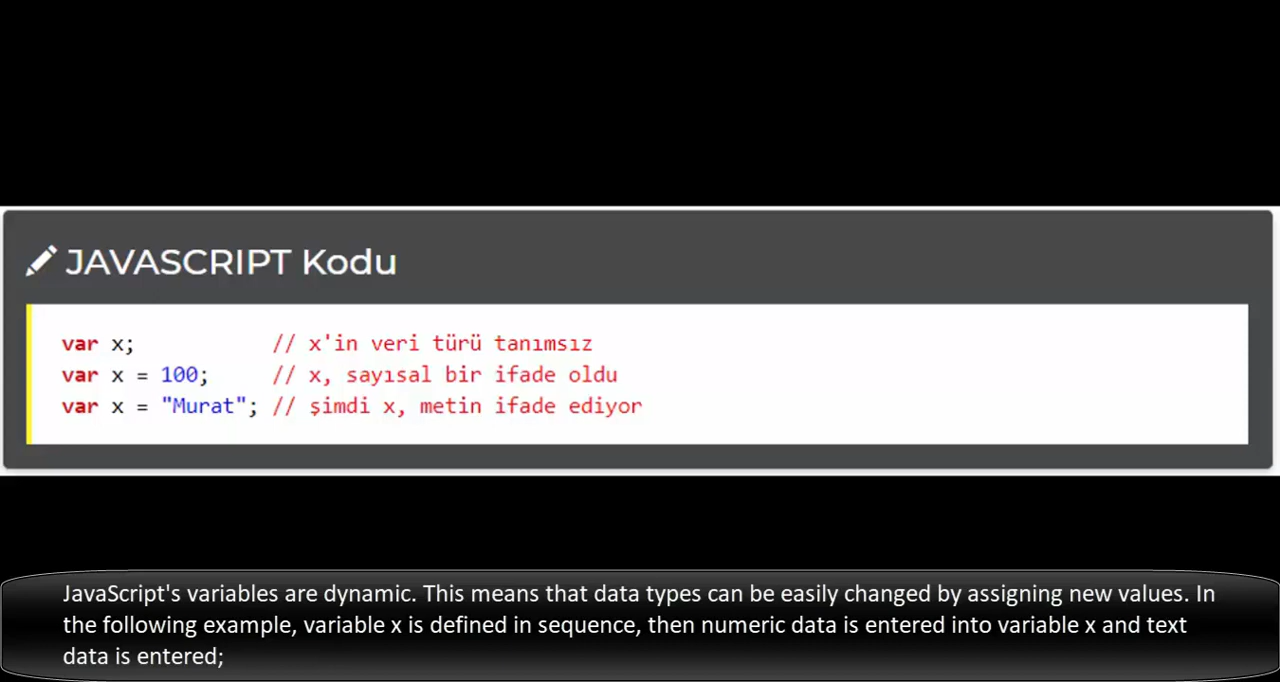 JAVASCRIPT Kodu
var x; // x'in veri türü tanımsız
var x = 100; // x, sayısal bir ifade oldu
var x = "Murat"; // şimdi x, metin ifade ediyor
JavaScript's variables are dynamic. This means that data types can be easily changed by assigning new values. In
the following example, variable x is defined in sequence, then numeric data is entered into variable x and text
data is entered;